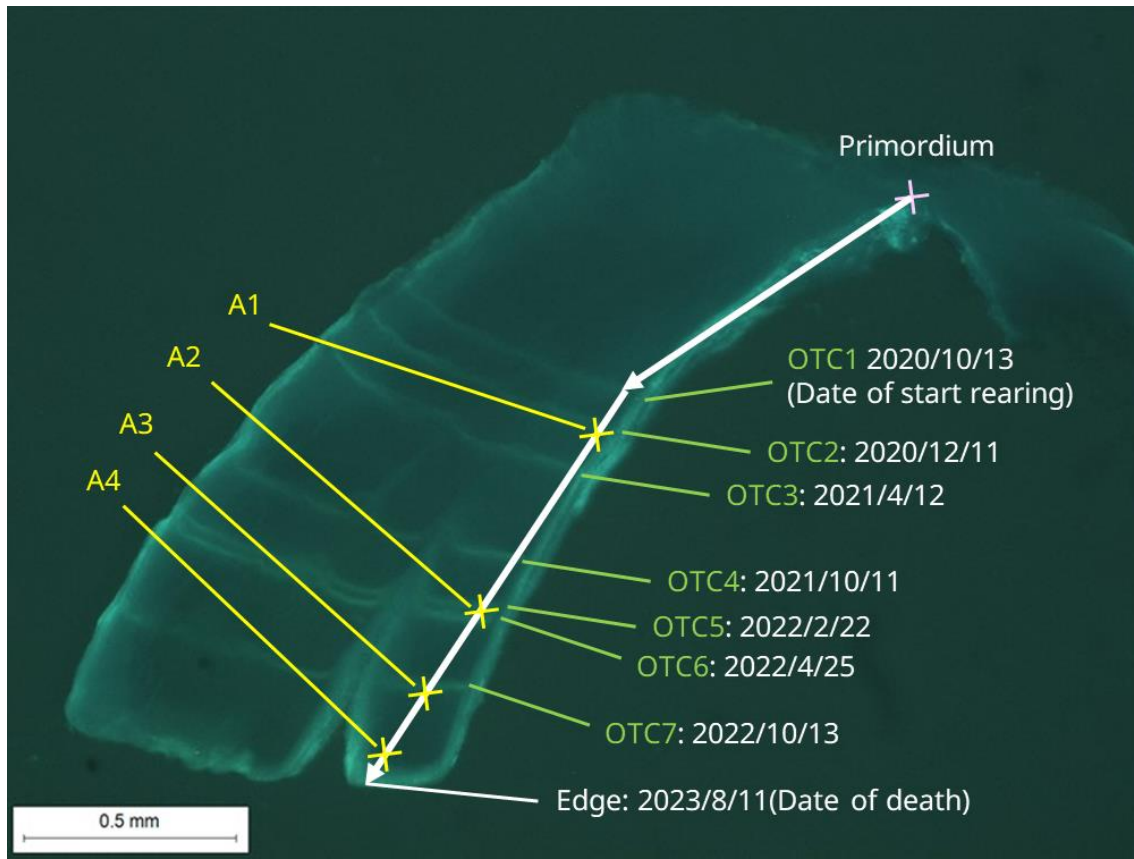 Primordium
A1
A2
A3
A4
OTC1 2020/10/13
(Date of start rearing)
OTC2: 2020/12/11
OTC3: 2021/4/12
OTC4: 2021/10/11
OTC5: 2022/2/22
OTC6: 2022/4/25
OTC7: 2022/10/13
Edge: 2023/8/11(Date of death)
0.5 mm